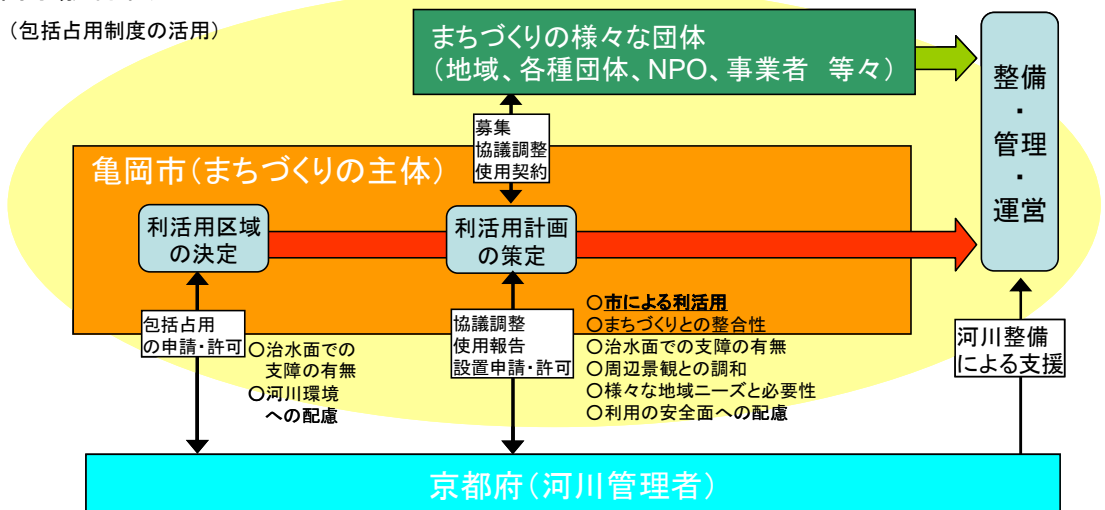 （包括占用制度の活用）
まちづくりの様々な団体
（地域、各種団体、NPO、事業者　等々）
整備
・
管理
・
運営
募集
協議調整
使用契約
亀岡市（まちづくりの主体）
利活用区域
の決定
利活用計画
の策定
包括占用
の申請・許可
○治水面での
支障の有無
○河川環境
への配慮
協議調整
使用報告
設置申請・許可
○市による利活用
○まちづくりとの整合性
○治水面での支障の有無
○周辺景観との調和
○様々な地域ニーズと必要性
○利用の安全面への配慮
河川整備
による支援
京都府（河川管理者）